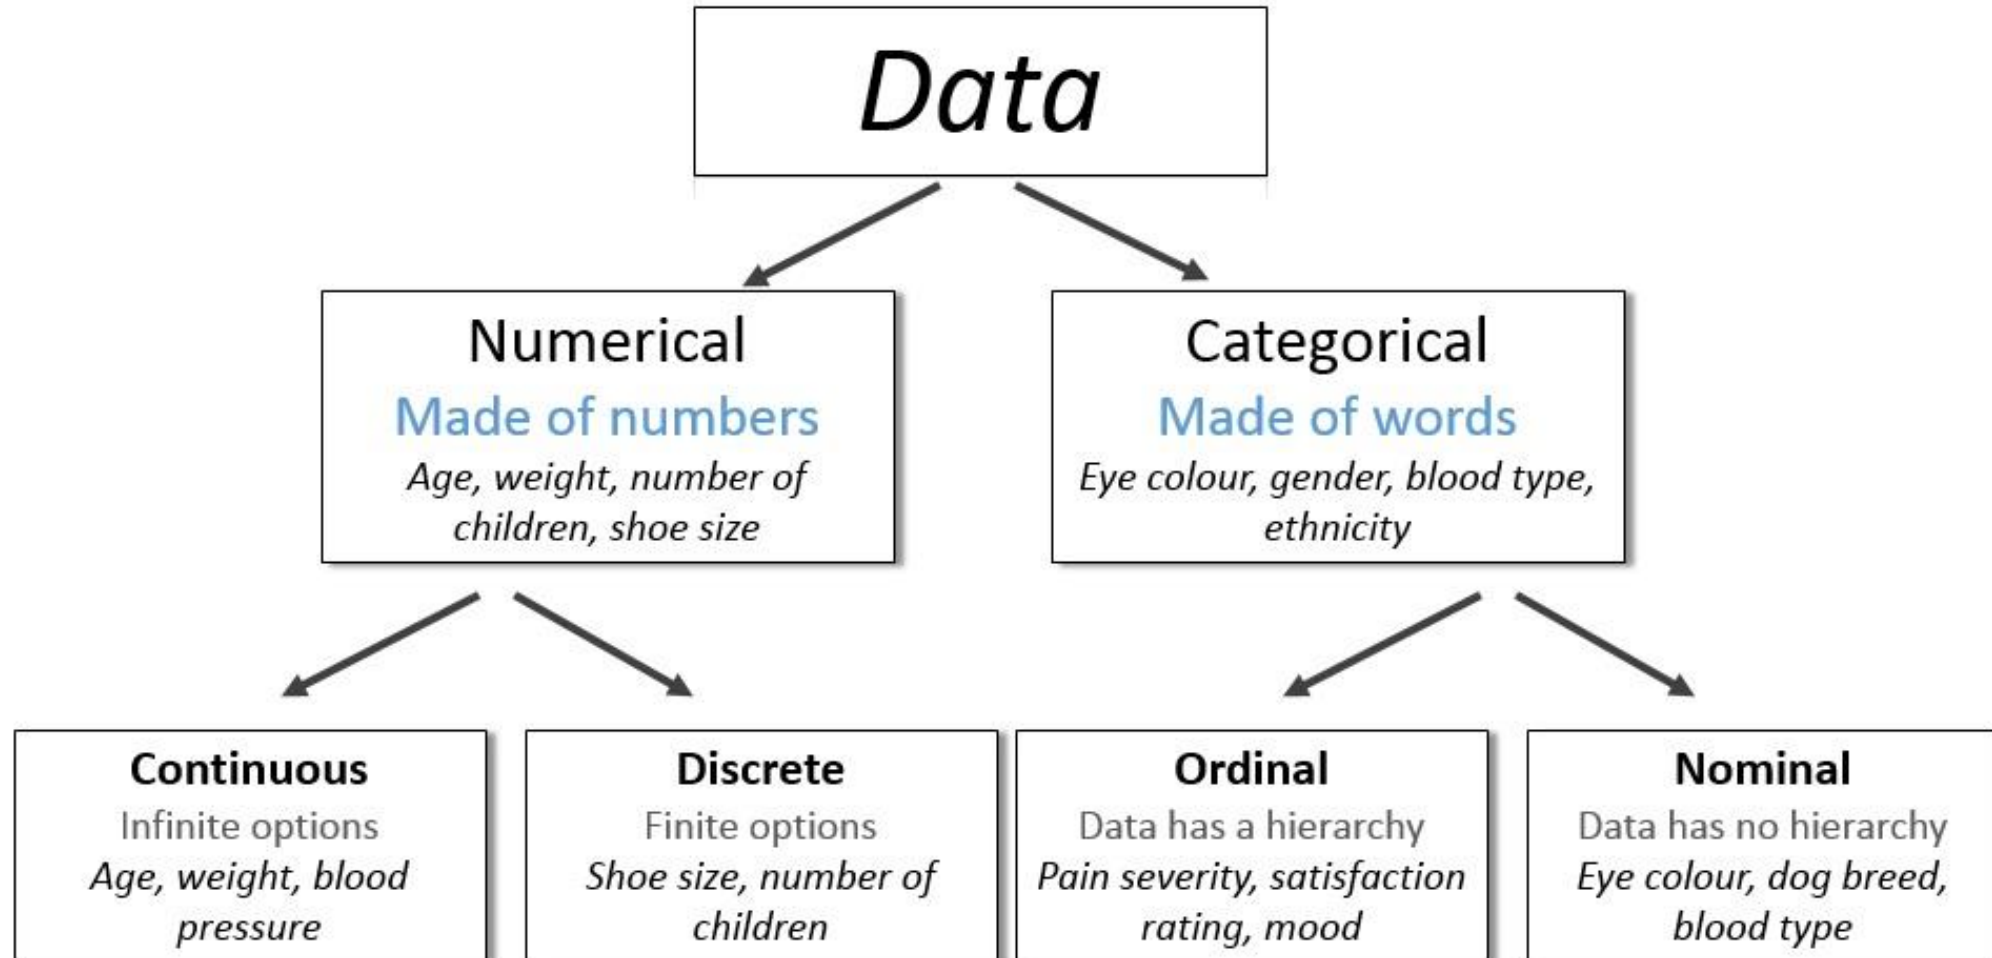 Data
Numerical
Made of numbers
Age, weight, number of
children, shoe size
Categorical
Made of words
Eye colour, gender, blood type,
ethnicity
Continuous
Infinite options
Age, weight, blood
pressure
Discrete
Finite options
Shoe size, number of
children
Ordinal
Data has a hierarchy
Pain severity, satisfaction
rating, mood
Nominal
Data has no hierarchy
Eye colour, dog breed,
blood type